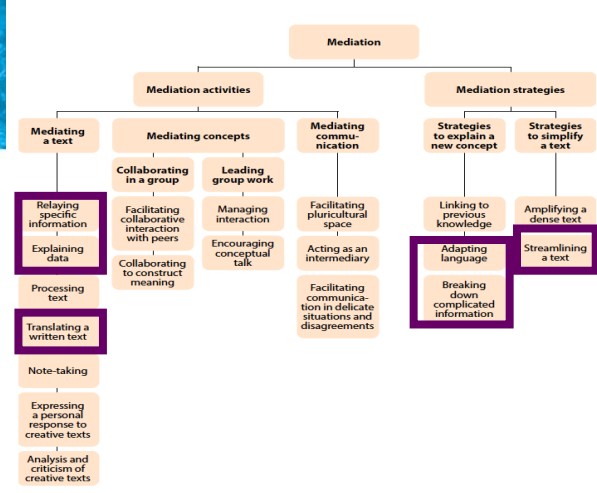 Mediation
Mediation activities
Mediation strategies
Mediating
a text
Mediating concepts
Mediating
commu-
nication
Strategies
to explain a
new concept
Strategies
to simplify
a text
Collaborating
in a group
Leading
group work
Relaying
specific
information
Facilitating
collaborative
interaction
with peers
Managing
interaction
Facilitating
pluricultural
space
Linking to
previous
knowledge
Amplifying a
dense text
Explaining
data
Encouraging
conceptual
talk
Acting as an
intermediary
Adapting
language
Streamlining
a text
Collaborating
to construct
meaning
Processing
text
Facilitating
communica-
tion in delicate
situations and
disagreements
Breaking
down
complicated
information
Translating a
written text
Note-taking
Expressing
a personal
response to
creative texts
Analysis and
criticism of
creative texts